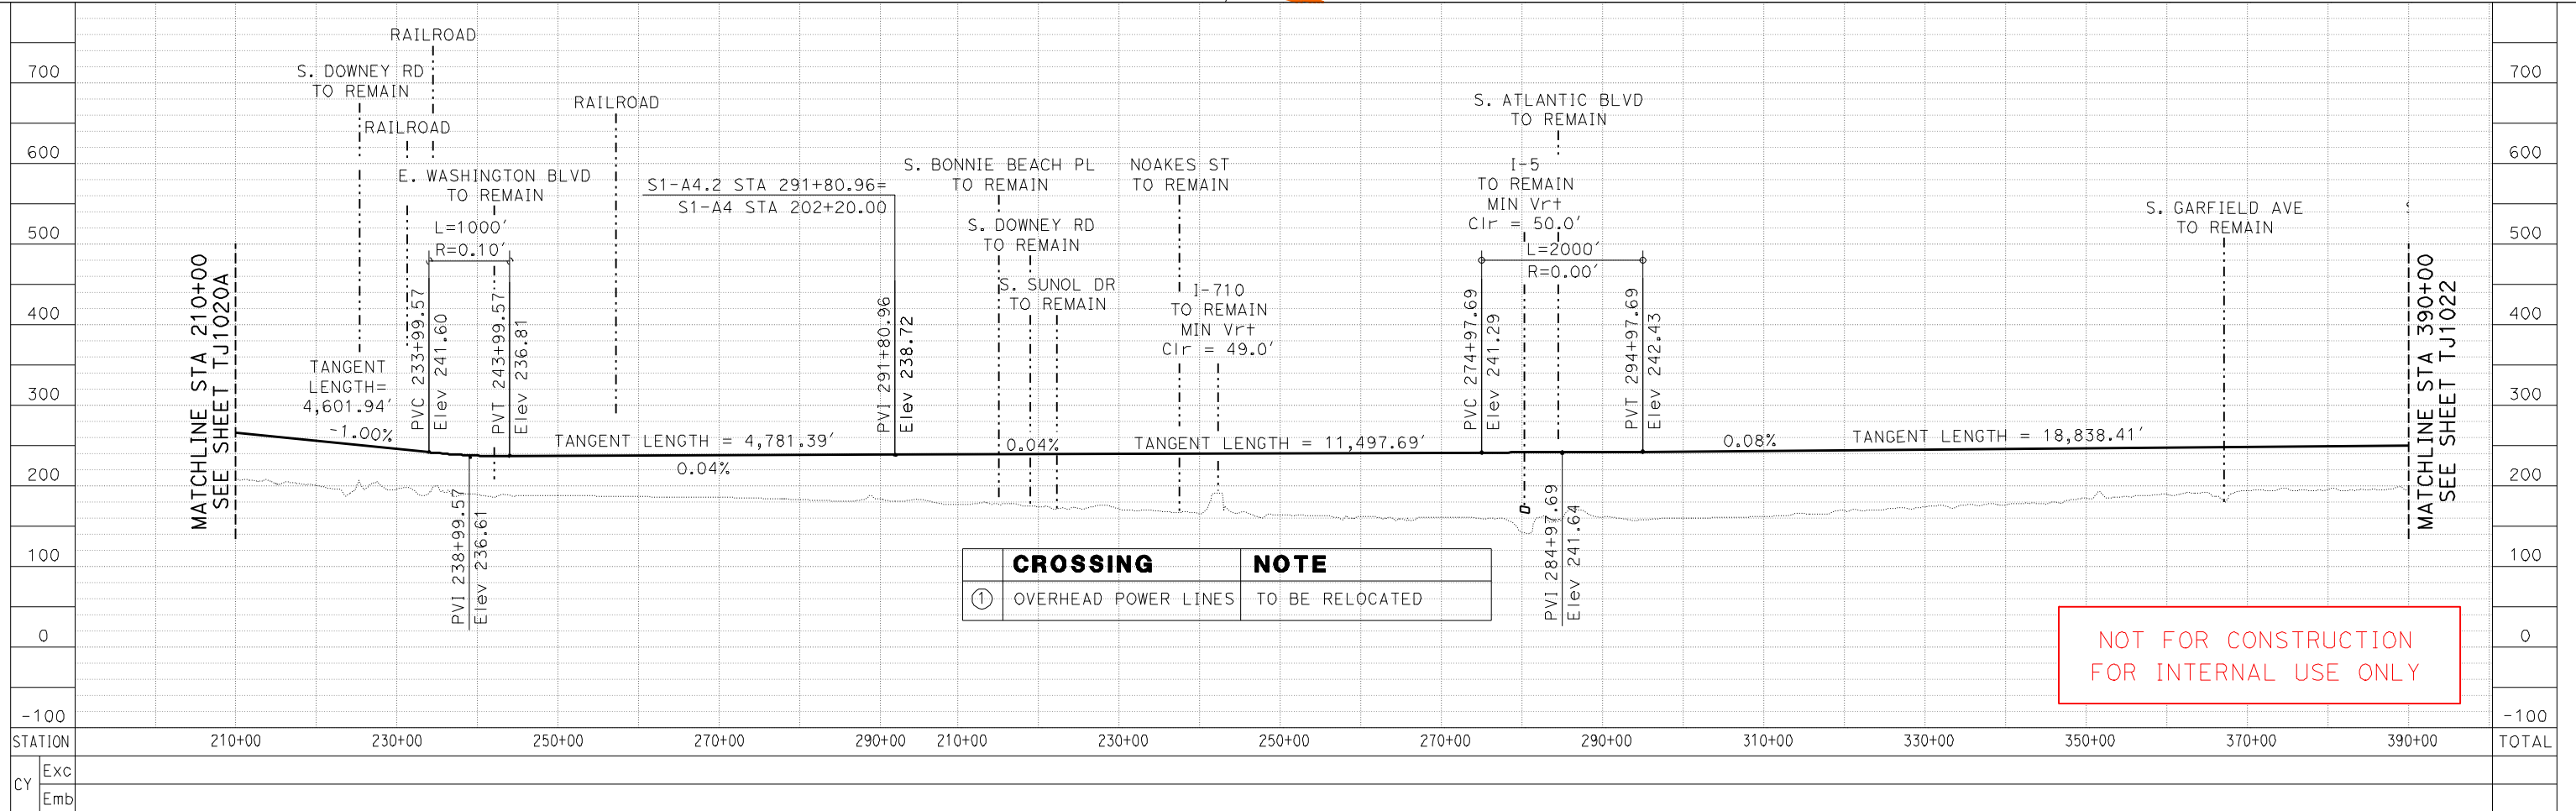 RAILROAD
S. DOWNEY RD
TO REMAIN
RAILROAD
E. WASHINGTON BLVD
TO REMAIN
L=1000'
R=0.10'
RAILROAD
S1-A4.2 STA 291+80.96=
S1-A4 STA 202+20.00
S. BONNIE BEACH PL
TO REMAIN
NOAKES ST
TO REMAIN
S. DOWNEY RD
TO REMAIN
S. SUNOL DR
TO REMAIN
I-710
TO REMAIN
MIN Vrt
Clr = 49.0'
S. ATLANTIC BLVD
TO REMAIN
I-5
TO REMAIN
MIN Vrt
Clr = 50.0'
L=2000'
R=0.00'
S. GARFIELD AVE
TO REMAIN
700
600
500
400
300
200
100
0
-100
700
600
500
400
300
200
100
0
-100
MATCHLINE STA 210+00
SEE SHEET TJ1020A
TANGENT
LENGTH=
4,601.94'
-1.00%
PVC 233+99.57
Elev 241.60
PVT 243+99.57
Elev 236.81
PVI 238+99.57
Elev 236.61
TANGENT LENGTH = 4,781.39'
0.04%
PVI 291+80.96
Elev 238.72
0.04%
TANGENT LENGTH = 11,497.69'
PVC 274+97.69
Elev 241.29
PVI 284+97.69
Elev 241.64
PVT 294+97.69
Elev 242.43
0.08%
TANGENT LENGTH = 18,838.41'
MATCHLINE STA 390+00
SEE SHEET TJ1022
CROSSING NOTE
1 OVERHEAD POWER LINES TO BE RELOCATED
NOT FOR CONSTRUCTION
FOR INTERNAL USE ONLY
STATION 210+00 230+00 250+00 270+00 290+00 210+00 230+00 250+00 270+00 290+00 310+00 330+00 350+00 370+00 390+00 TOTAL
CY
Exc
Emb